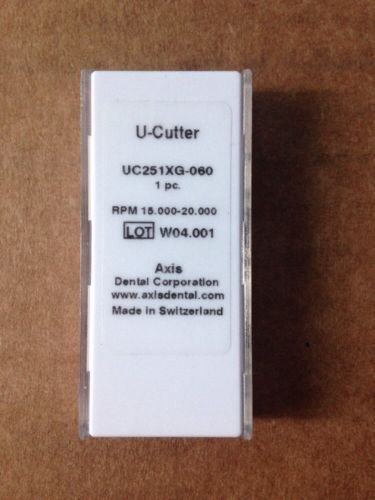 U-Cutter
UC251XG-060
1 pc.
RPM 15.000-20.000
LOT W04.001
Axis
Dental Corporation
www.axisdental.com
Made in Switzerland